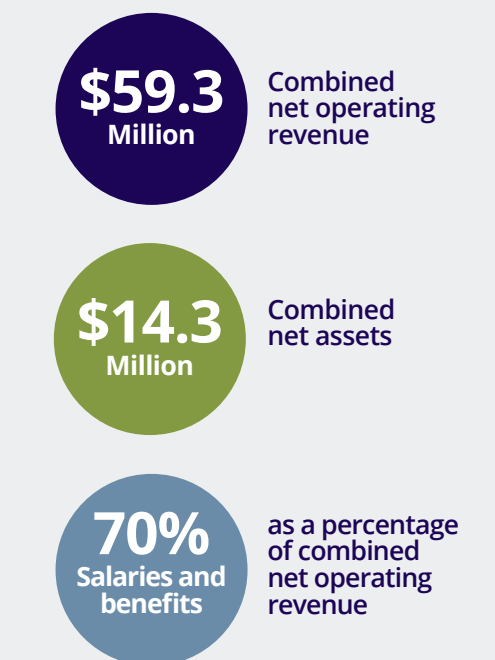 $59.3
Million
Combined
net operating
revenue
$14.3
Million
Combined
net assets
70%
Salaries and
benefits
as a percentage
of combined
net operating
revenue